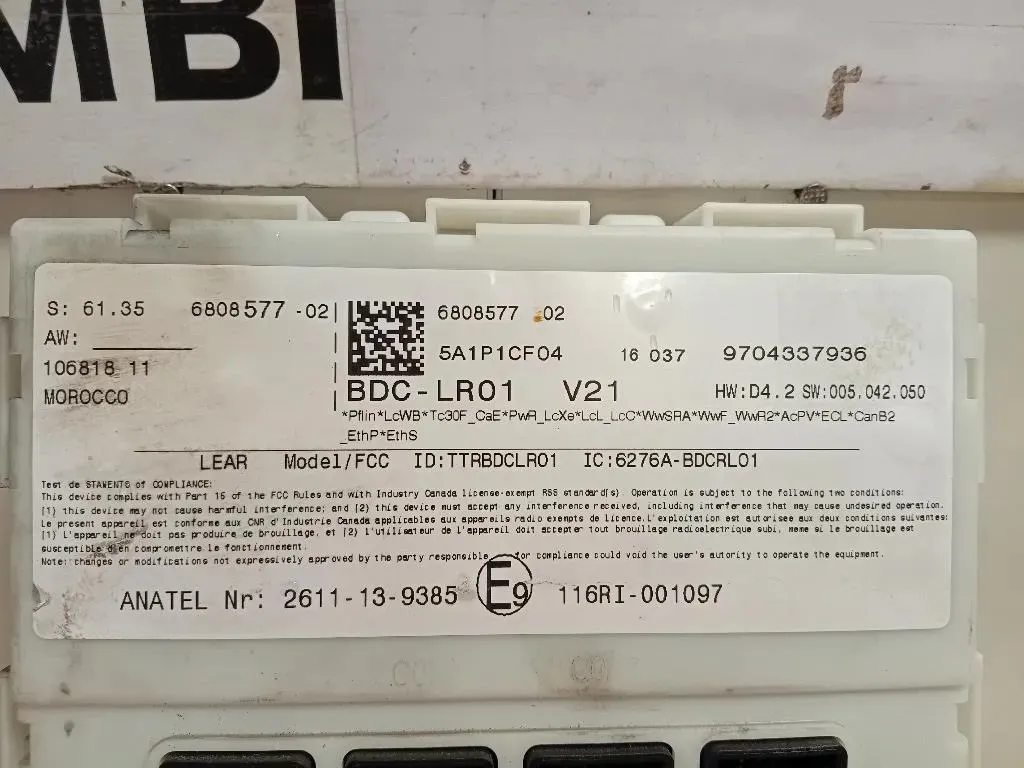 MBI
S: 61.35 6808577 -02
AW:
106818 11
MOROCCO
6808577 02
5A1P1CF04 16 037 9704337936
BDC-LR01 V21 HW:D4.2 SW:005.042.050
*Pflin*LcWB*Tc30F_CaE*PwR_LcXe*LcL_LcC*WwSRA*WwF_WwR2*AcPV*ECL*CanB2
_EthP*EthS
LEAR Model/FCC ID:TTRBDCLR01 IC:6276A-BDCRL01
Test de STAMENTS of COMPLIANCE:
This device complies with Part 15 of the FCC Rules and with Industry Canada license-exempt RSS standard(s). Operation is subject to the following two conditions:
(1) this device may not cause harmful interference; and (2) this device must accept any interference received, including interference that may cause undesired operation.
Le present appareil est conforme aux CNR d'Industrie Canada applicables aux appareils radio exempts de licence.L'exploitation est autorisee aux deux conditions suivantes:
(1) L'appareil ne doit pas produire de brouillage, et (2) l'utilisateur de l'appareil doit accepter tout brouillage radioelectrique subi, meme si le brouillage est
susceptible d'en compromettre le fonctionnement.
Note: changes or modifications not expressively approved by the party responsible for compliance could void the user's authority to operate the equipment.
ANATEL Nr: 2611-13-9385 E9 116RI-001097